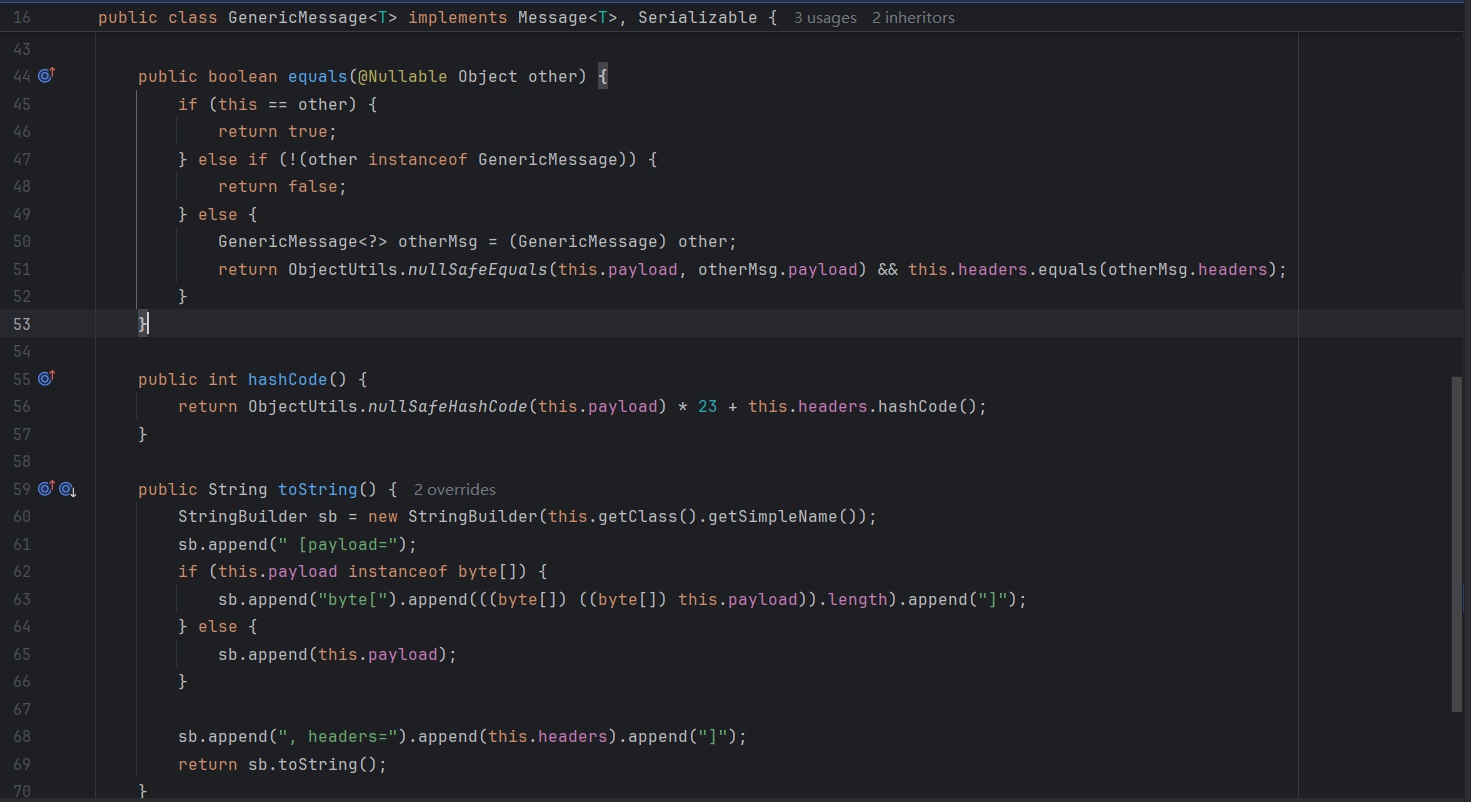 16 public class GenericMessage<T> implements Message<T>, Serializable { 3 usages 2 inheritors
43
44 public boolean equals(@Nullable Object other) {
45 if (this == other) {
46 return true;
47 } else if (!(other instanceof GenericMessage)) {
48 return false;
49 } else {
50 GenericMessage<?> otherMsg = (GenericMessage) other;
51 return ObjectUtils.nullSafeEquals(this.payload, otherMsg.payload) && this.headers.equals(otherMsg.headers);
52 }
53 }
54
55 public int hashCode() {
56 return ObjectUtils.nullSafeHashCode(this.payload) * 23 + this.headers.hashCode();
57 }
58
59 public String toString() { 2 overrides
60 StringBuilder sb = new StringBuilder(this.getClass().getSimpleName());
61 sb.append(" [payload=");
62 if (this.payload instanceof byte[]) {
63 sb.append("byte[").append(((byte[]) ((byte[]) this.payload)).length).append("]");
64 } else {
65 sb.append(this.payload);
66 }
67
68 sb.append(", headers=").append(this.headers).append("]");
69 return sb.toString();
70 }